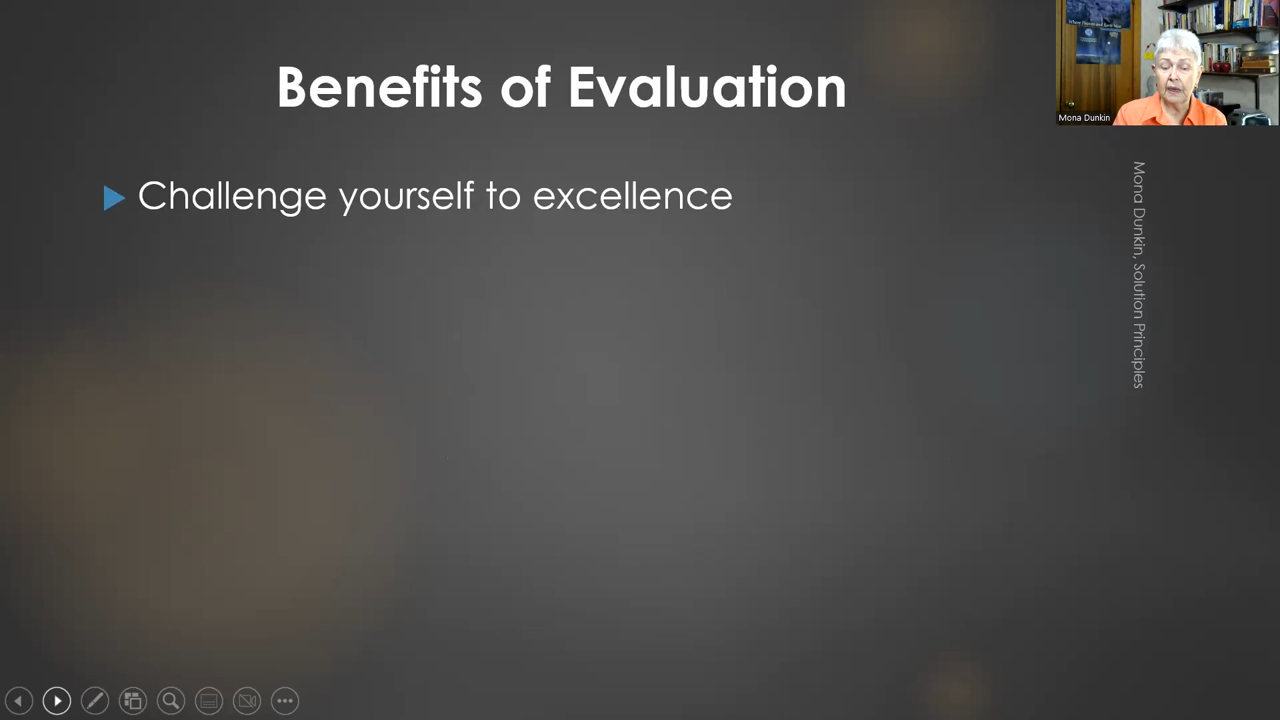 Benefits of Evaluation
Challenge yourself to excellence
Mona Dunkin
Mona Dunkin, Solution Principles